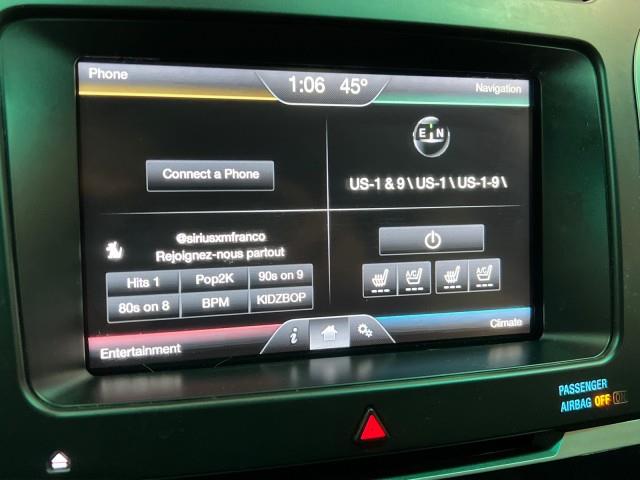 Phone
1:06 45°
Navigation
E N
Connect a Phone
US-1 & 9 \ US-1 \ US-1-9 \
@siriusxmfranco
Rejoignez-nous partout
Hits 1 Pop2K 90s on 9
80s on 8 BPM KIDZBOP
A/C A/C
i
Entertainment
Climate
PASSENGER
AIRBAG OFF ON